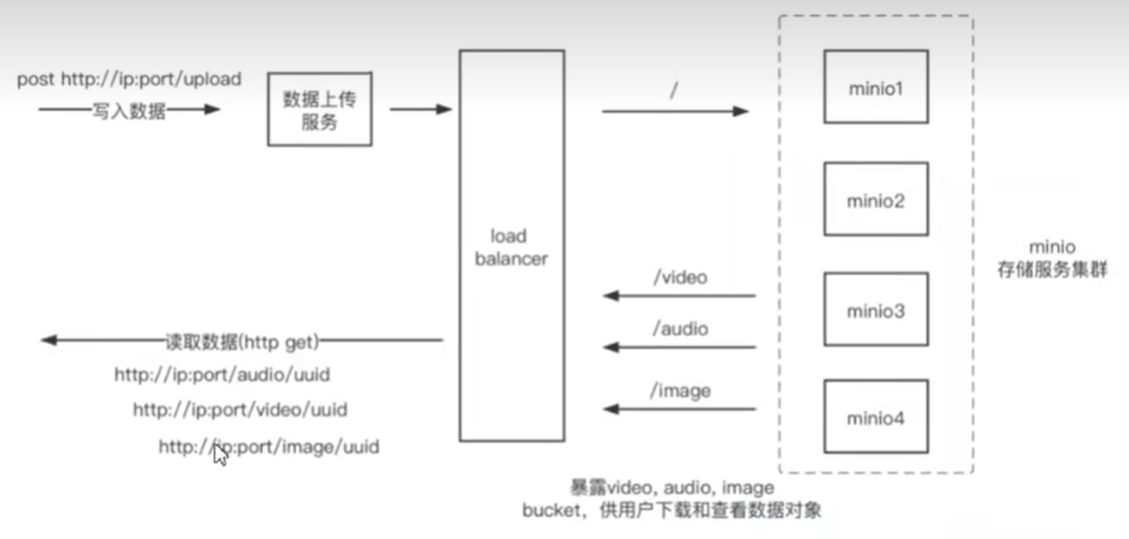 post http://ip:port/upload
写入数据
数据上传
服务
load
balancer
/
/video
/audio
/image
minio1
minio2
minio3
minio4
minio
存储服务集群
读取数据(http get)
http://ip:port/audio/uuid
http://ip:port/video/uuid
http://ip:port/image/uuid
暴露video, audio, image
bucket，供用户下载和查看数据对象